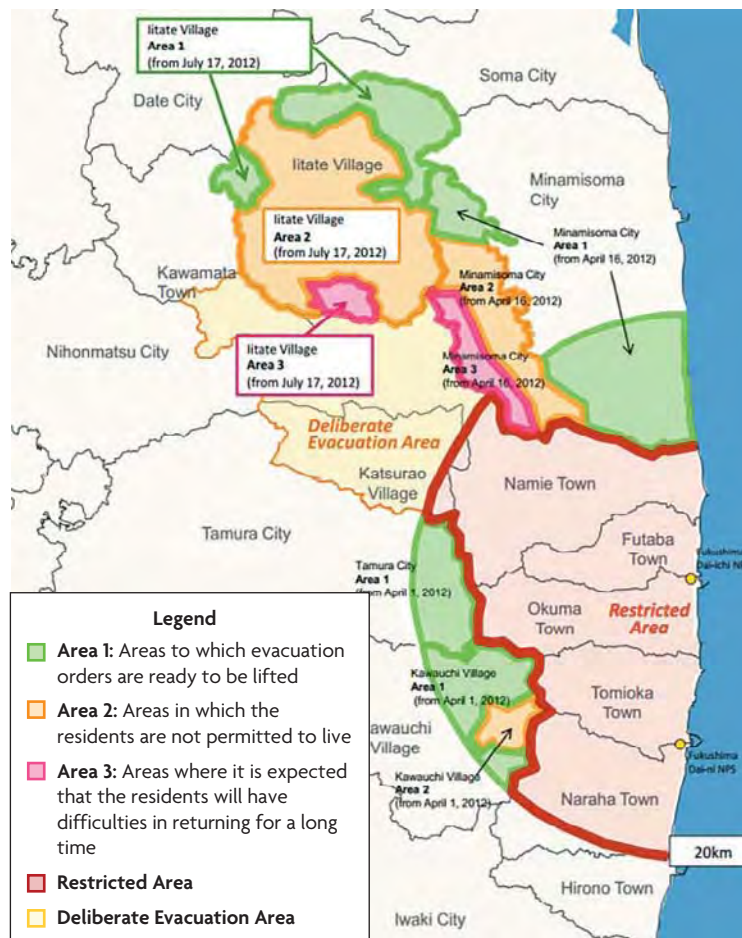 Iitate Village
Area 1
(from July 17, 2012)
Soma City
Date City
Iitate Village
Minamisoma
City
Iitate Village
Area 2
(from July 17, 2012)
Minamisoma City
Area 1
(from April 16, 2012)
Kawamata
Town
Minamisoma City
Area 2
(from April 16, 2012)
Nihonmatsu City
Iitate Village
Area 3
(from July 17, 2012)
Minamisoma City
Area 3
(from April 16, 2012)
Deliberate
Evacuation Area
Katsurao
Village
Namie Town
Tamura City
Futaba
Town
Fukushima
Dai-ichi N
Tamura City
Area 1
(from April 1, 2012)
Okuma
Town
Restricted
Area
Kawauchi Village
Area 1
(from April 1, 2012)
Tomioka
Town
awauchi
Village
Fukushima
Dai-ni NPS
Kawauchi Village
Area 2
(from April 1, 2012)
Naraha Town
20km
Hirono Town
Iwaki City
Legend
Area 1: Areas to which evacuation
orders are ready to be lifted
Area 2: Areas in which the
residents are not permitted to live
Area 3: Areas where it is expected
that the residents will have
difficulties in returning for a long
time
Restricted Area
Deliberate Evacuation Area